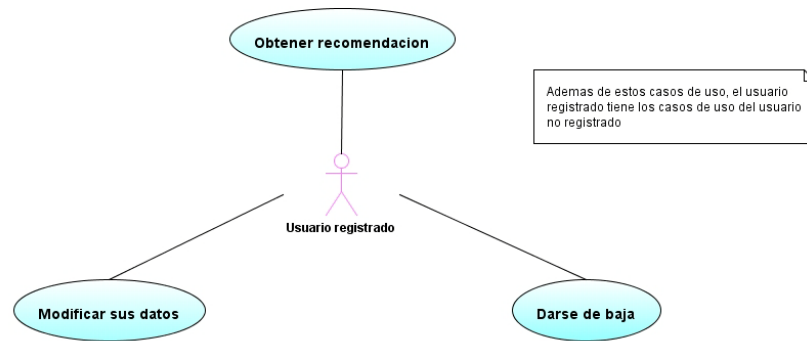 Obtener recomendacion
Ademas de estos casos de uso, el usuario
registrado tiene los casos de uso del usuario
no registrado
Usuario registrado
Modificar sus datos
Darse de baja